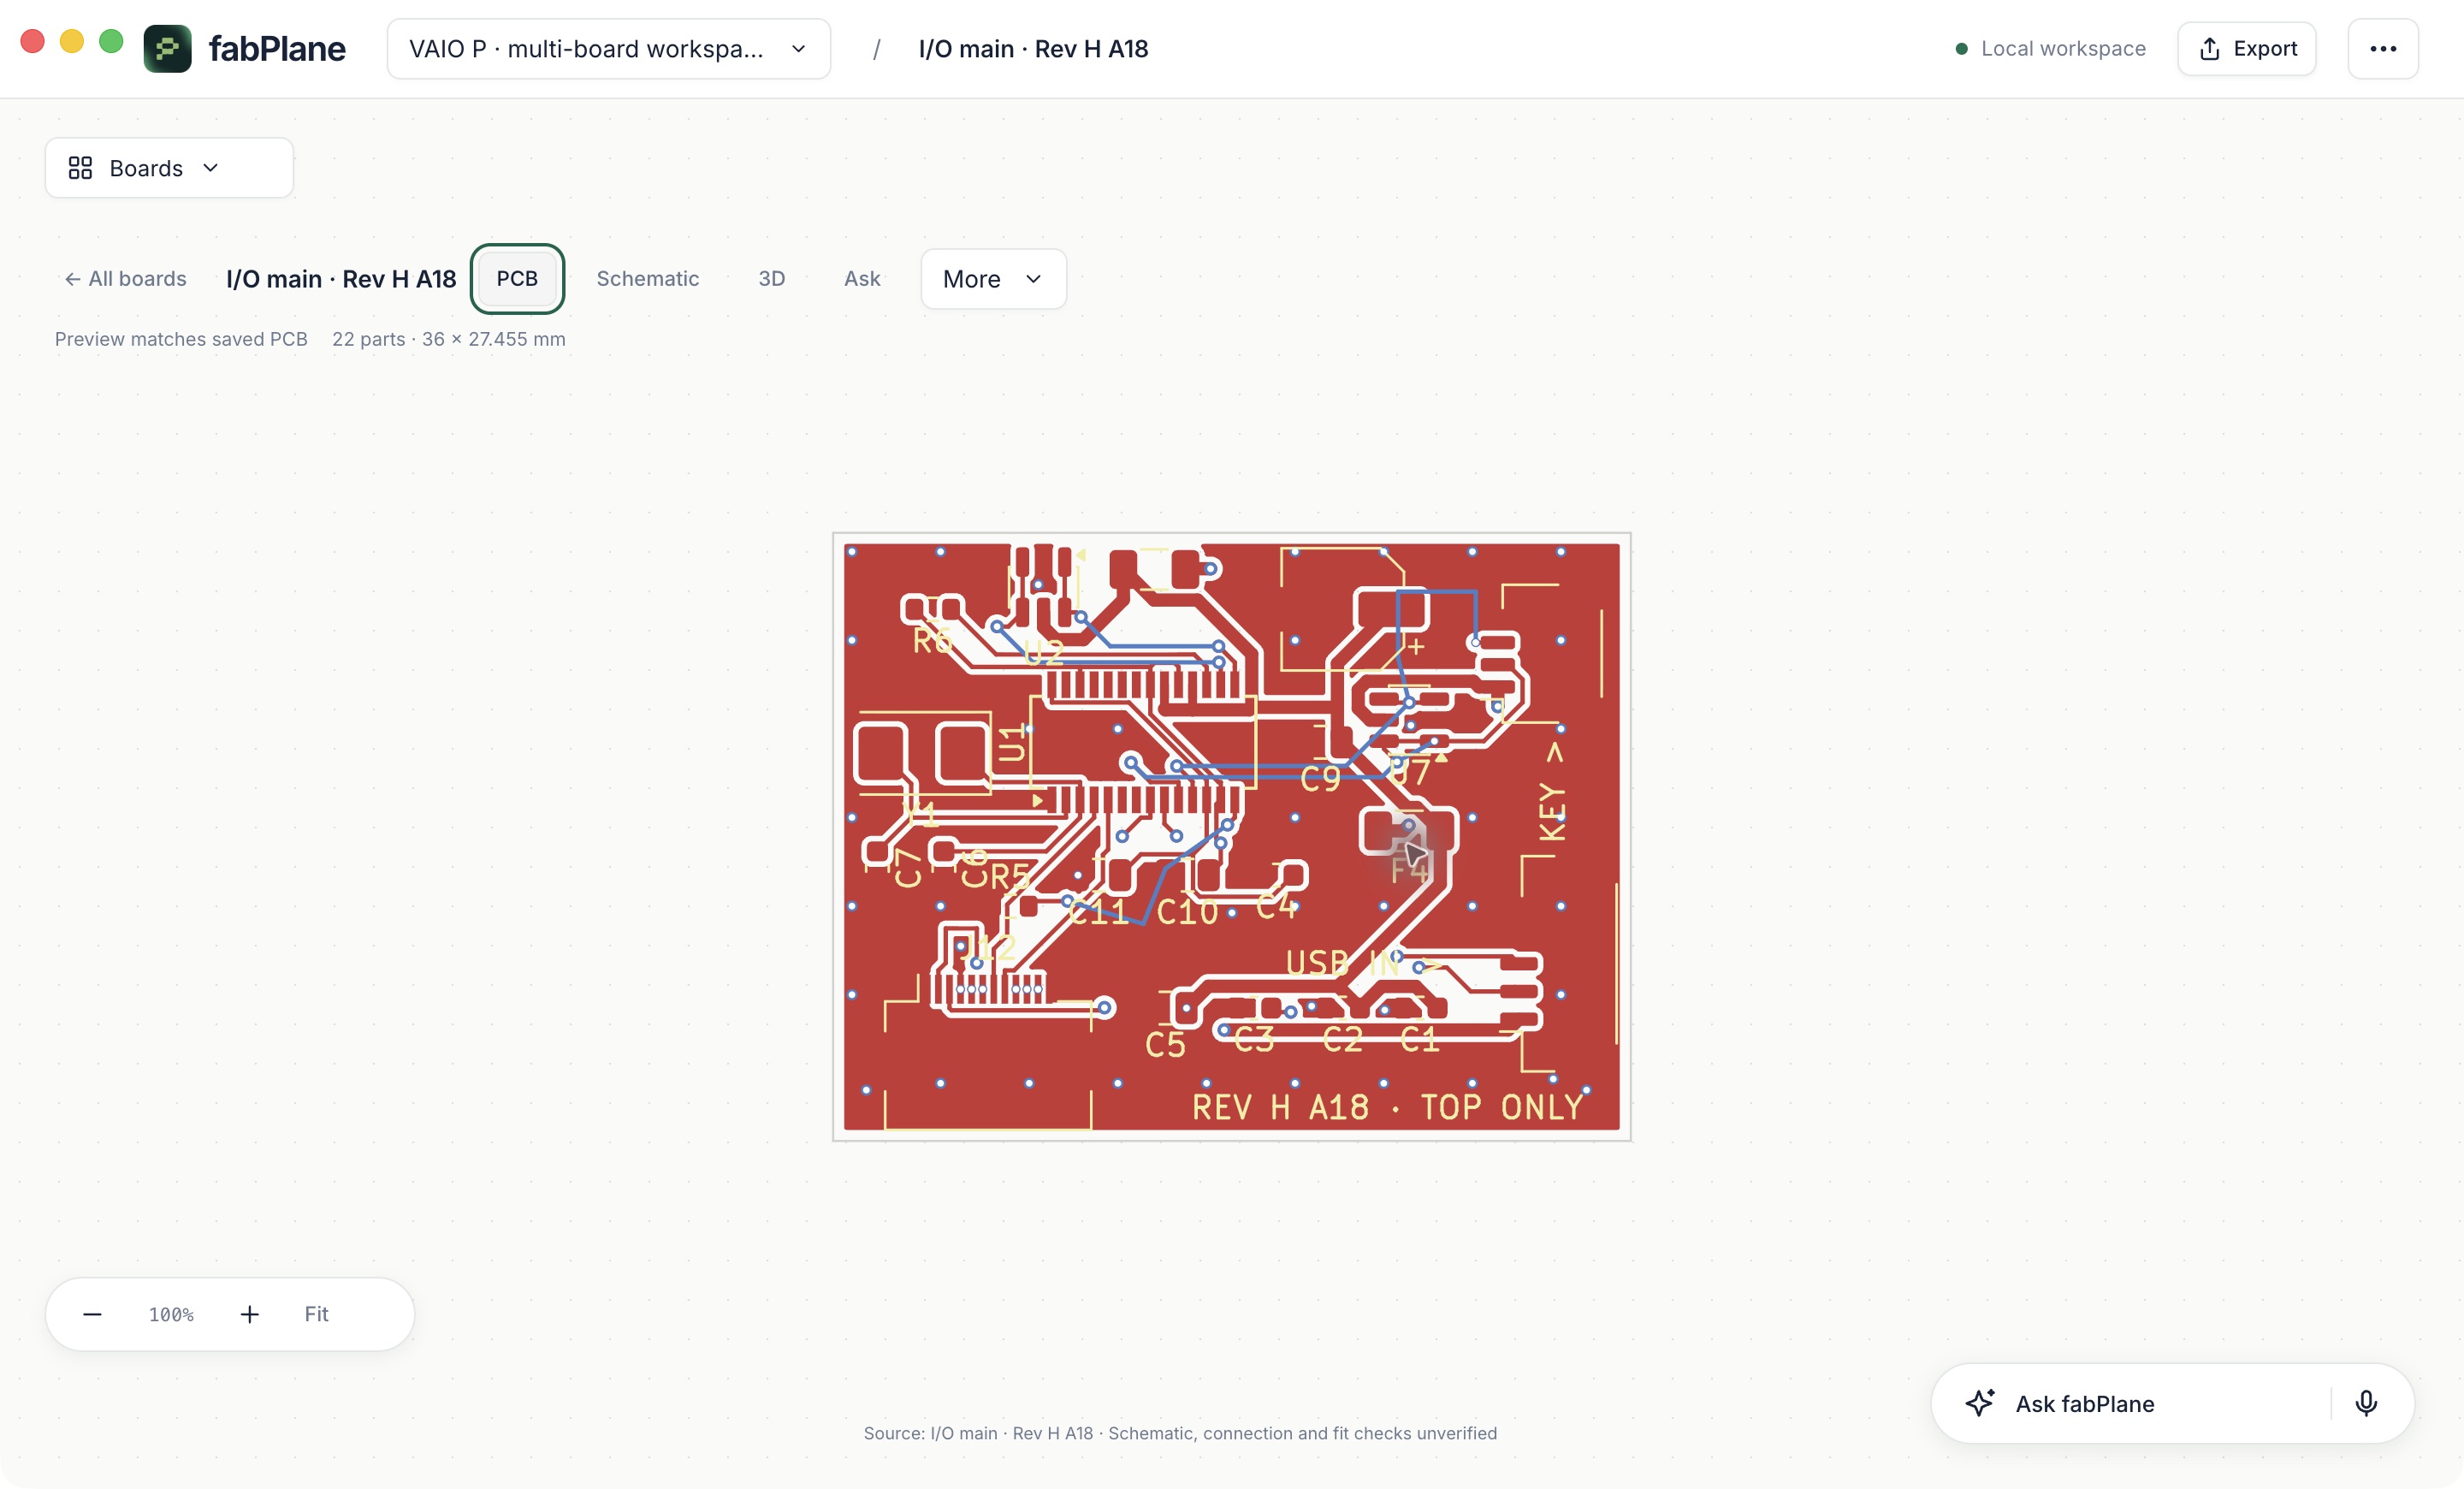 fabPlane
VAIO P · multi-board workspa...
/
I/O main · Rev H A18
Local workspace
Export
Boards
← All boards
I/O main · Rev H A18
PCB
Schematic
3D
Ask
More
Preview matches saved PCB
22 parts · 36 × 27.455 mm
R6
U2
+
U1
C9
U7
KEY >
Y1
C7
C6
R5
F4
C11
C10
C4
J12
USB IN >
C5
C3
C2
C1
REV H A18 · TOP ONLY
100%
Fit
Ask fabPlane
Source: I/O main · Rev H A18 · Schematic, connection and fit checks unverified